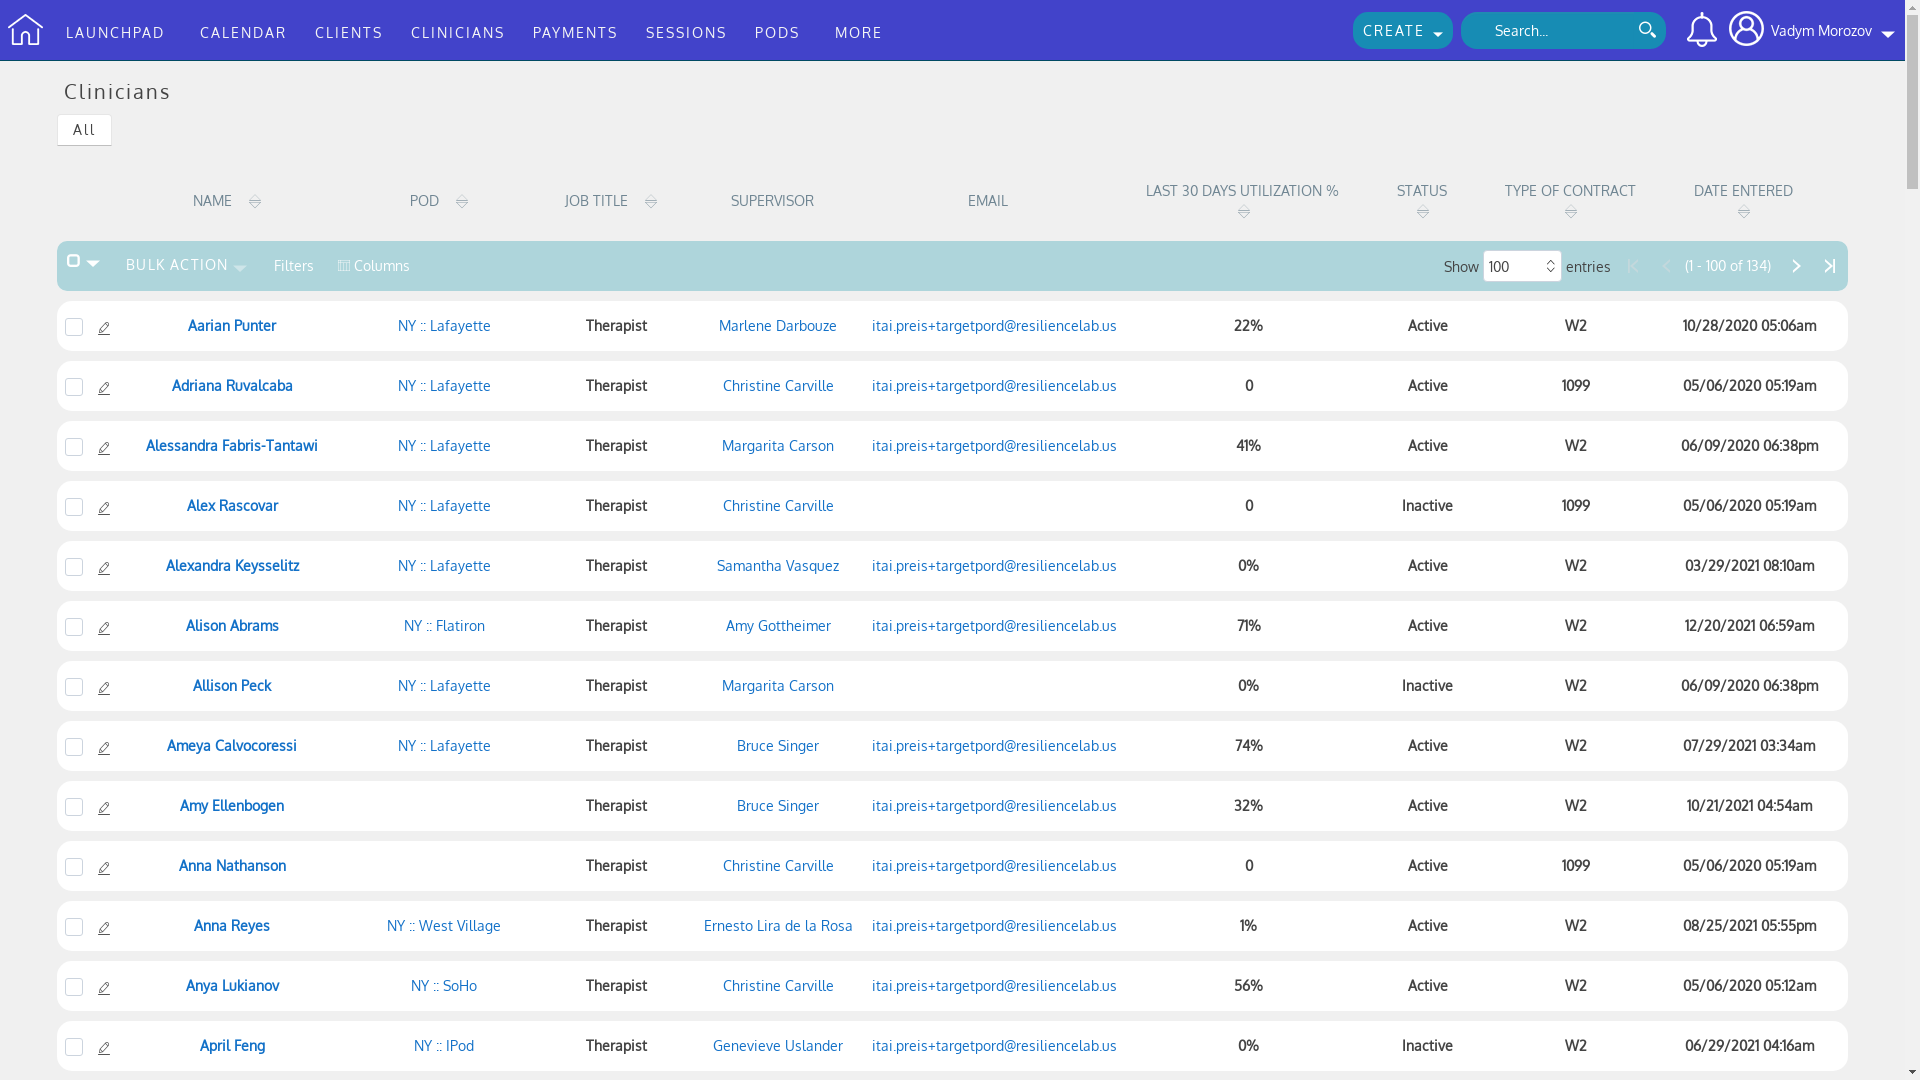 LAUNCHPAD CALENDAR CLIENTS CLINICIANS PAYMENTS SESSIONS PODS MORE CREATE Search... Vadym Morozov
Clinicians
All
NAME POD JOB TITLE SUPERVISOR EMAIL LAST 30 DAYS UTILIZATION % STATUS TYPE OF CONTRACT DATE ENTERED
BULK ACTION Filters Columns Show 100 entries (1 - 100 of 134)
Aarian Punter NY :: Lafayette Therapist Marlene Darbouze itai.preis+targetpord@resiliencelab.us 22% Active W2 10/28/2020 05:06am
Adriana Ruvalcaba NY :: Lafayette Therapist Christine Carville itai.preis+targetpord@resiliencelab.us 0 Active 1099 05/06/2020 05:19am
Alessandra Fabris-Tantawi NY :: Lafayette Therapist Margarita Carson itai.preis+targetpord@resiliencelab.us 41% Active W2 06/09/2020 06:38pm
Alex Rascovar NY :: Lafayette Therapist Christine Carville 0 Inactive 1099 05/06/2020 05:19am
Alexandra Keysselitz NY :: Lafayette Therapist Samantha Vasquez itai.preis+targetpord@resiliencelab.us 0% Active W2 03/29/2021 08:10am
Alison Abrams NY :: Flatiron Therapist Amy Gottheimer itai.preis+targetpord@resiliencelab.us 71% Active W2 12/20/2021 06:59am
Allison Peck NY :: Lafayette Therapist Margarita Carson 0% Inactive W2 06/09/2020 06:38pm
Ameya Calvocoressi NY :: Lafayette Therapist Bruce Singer itai.preis+targetpord@resiliencelab.us 74% Active W2 07/29/2021 03:34am
Amy Ellenbogen Therapist Bruce Singer itai.preis+targetpord@resiliencelab.us 32% Active W2 10/21/2021 04:54am
Anna Nathanson Therapist Christine Carville itai.preis+targetpord@resiliencelab.us 0 Active 1099 05/06/2020 05:19am
Anna Reyes NY :: West Village Therapist Ernesto Lira de la Rosa itai.preis+targetpord@resiliencelab.us 1% Active W2 08/25/2021 05:55pm
Anya Lukianov NY :: SoHo Therapist Christine Carville itai.preis+targetpord@resiliencelab.us 56% Active W2 05/06/2020 05:12am
April Feng NY :: IPod Therapist Genevieve Uslander itai.preis+targetpord@resiliencelab.us 0% Inactive W2 06/29/2021 04:16am